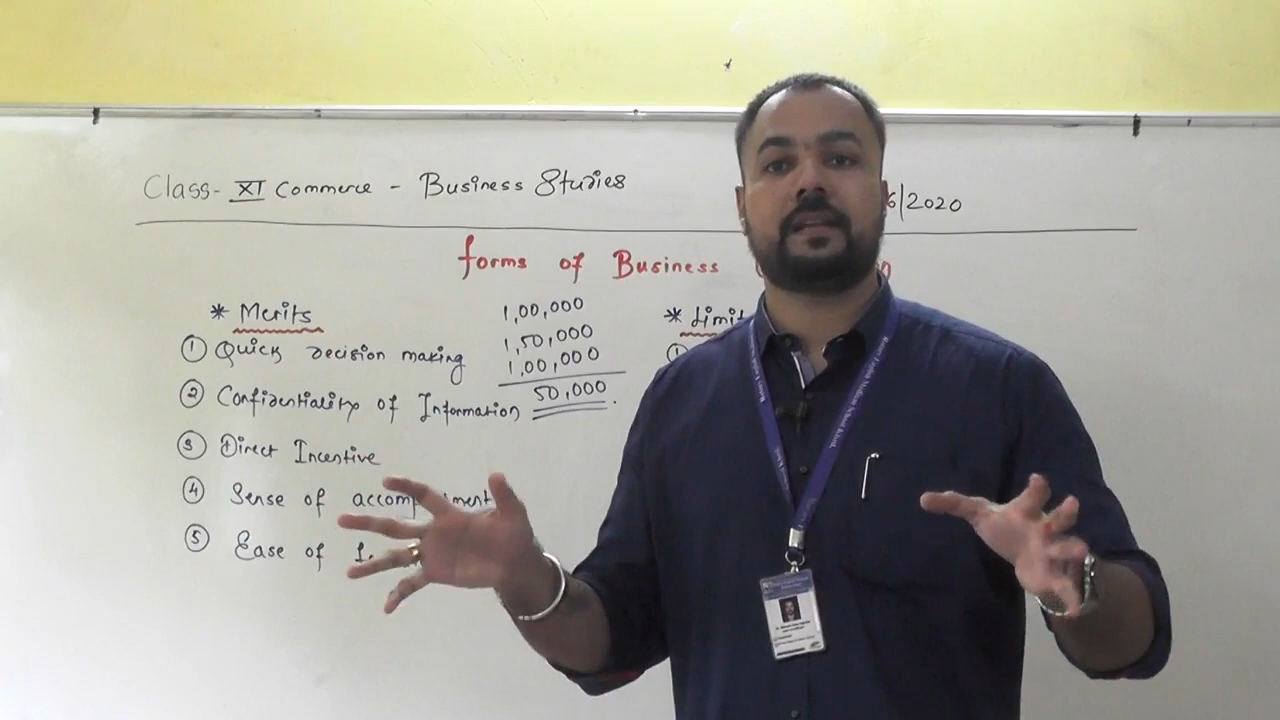 Class- XI Commerce - Business Studies
6/2020
forms of Business
* Merits
① Quick Decision making
② Confidentiality of Information
③ Direct Incentive
④ Sense of
⑤ Ease of
1,00,000
1,50,000
1,00,000
50,000.
* Limit
①